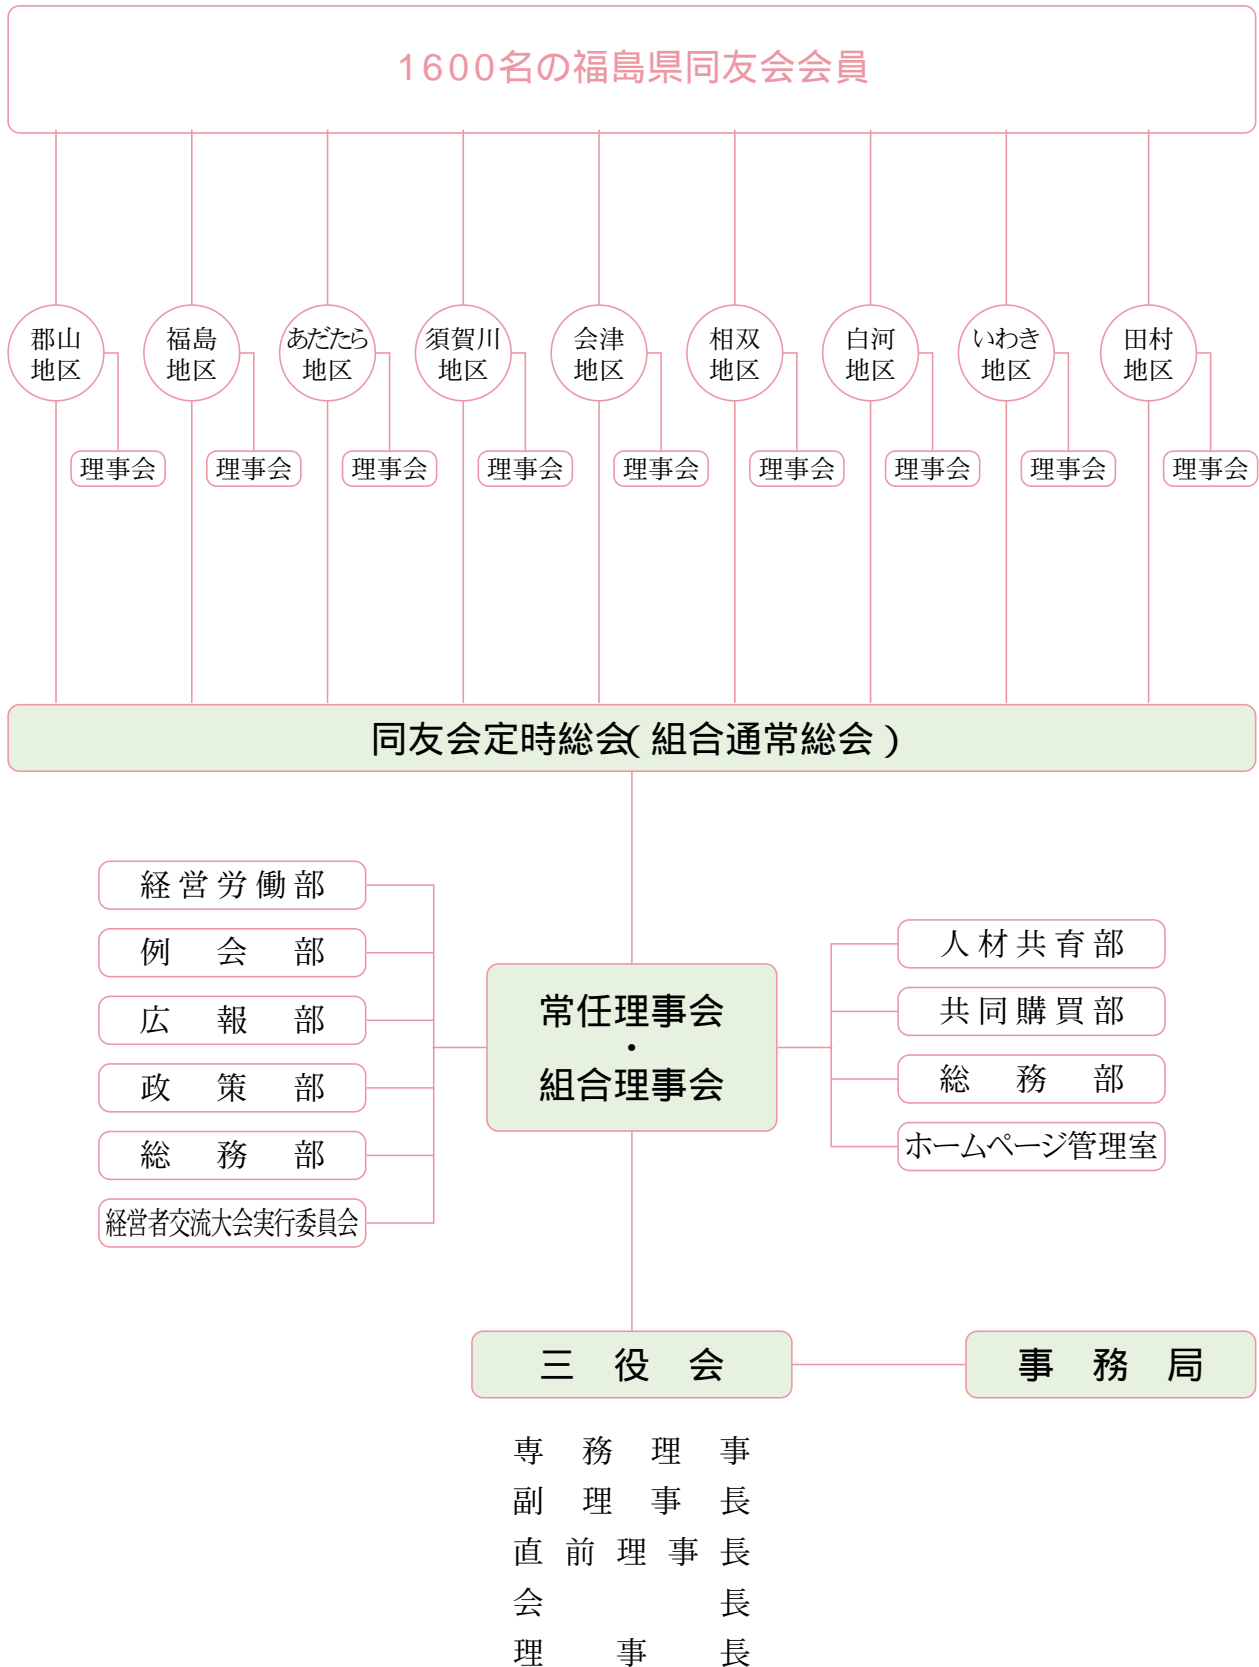 1600名の福島県同友会会員
郡山
地区
福島
地区
あだたら
地区
須賀川
地区
会津
地区
相双
地区
白河
地区
いわき
地区
田村
地区
理事会
理事会
理事会
理事会
理事会
理事会
理事会
理事会
理事会
同友会定時総会(組合通常総会)
経営労働部
例会部
広報部
政策部
総務部
経営者交流大会実行委員会
常任理事会
・
組合理事会
人材共育部
共同購買部
総務部
ホームページ管理室
三役会
事務局
専務理事
副理事長
直前理事長
会長
理事長